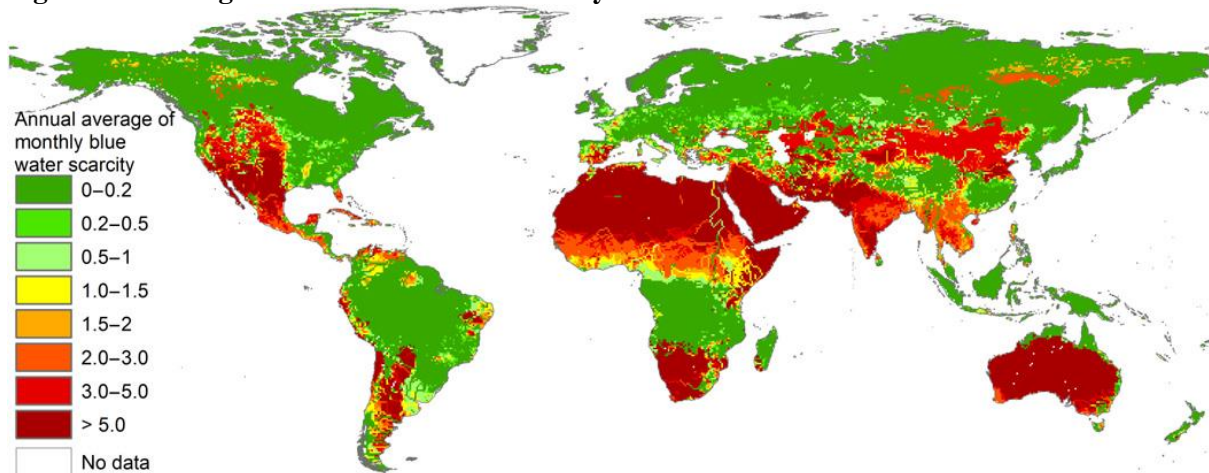 Annual average of
monthly blue
water scarcity
0–0.2
0.2–0.5
0.5–1
1.0–1.5
1.5–2
2.0–3.0
3.0–5.0
> 5.0
No data